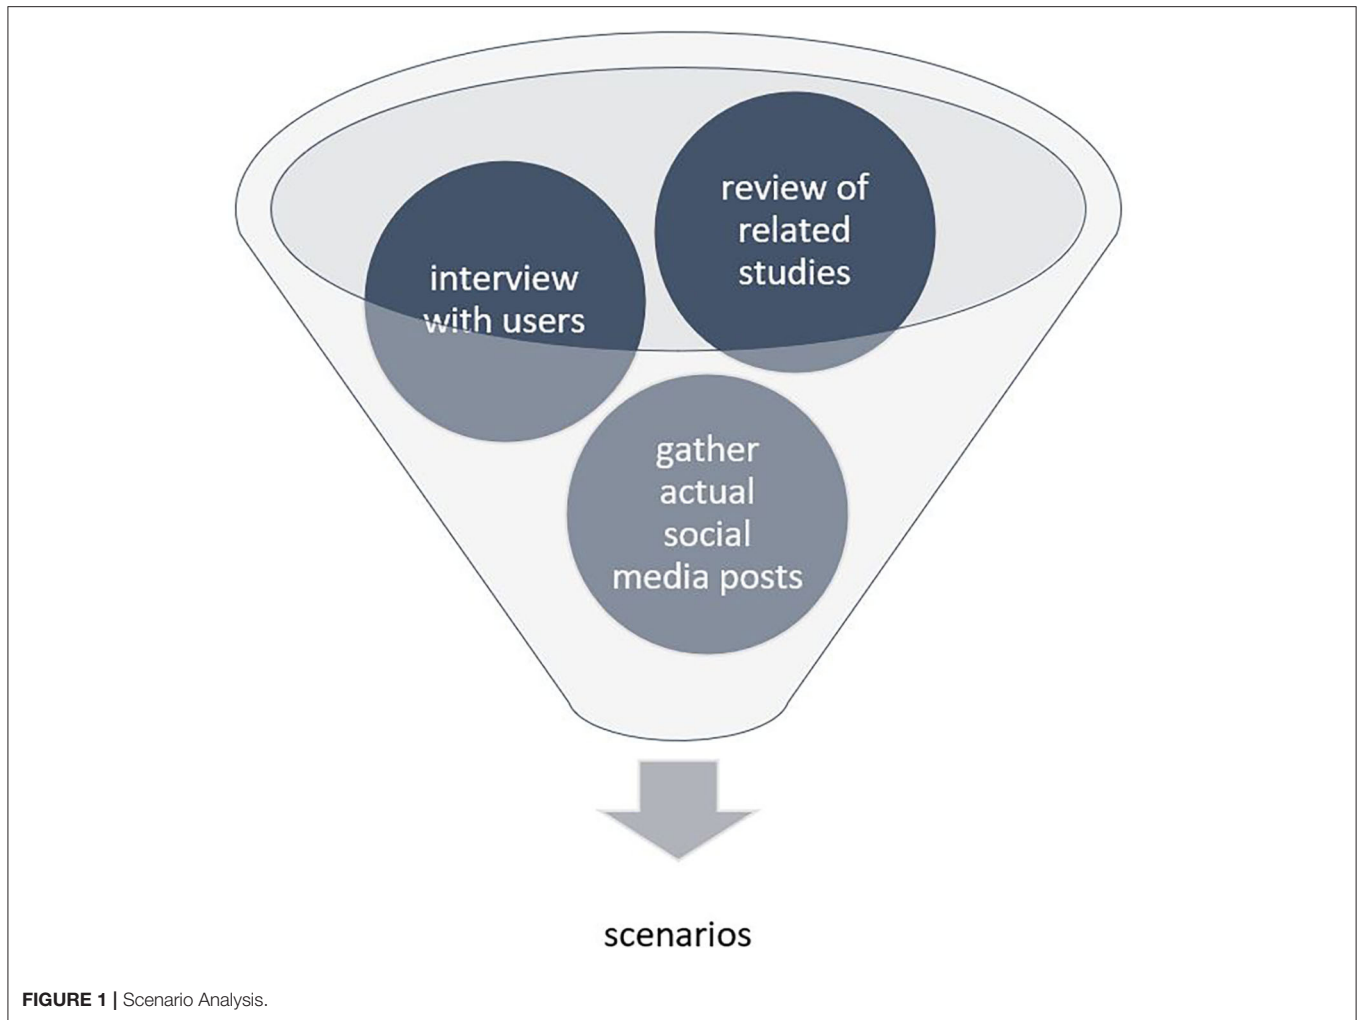 review of
related
studies
interview
with users
gather
actual
social
media posts
scenarios
FIGURE 1 | Scenario Analysis.